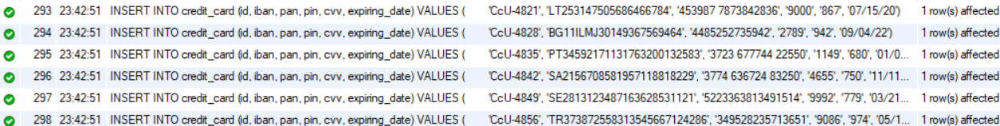 293 23:42:51 INSERT INTO credit_card (id, iban, pan, pin, cvv, expiring_date) VALUES ( 'CcU-4821', 'LT253147505686466784', '453987 7873842836', '9000', '867', '07/15/20') 1 row(s) affected
294 23:42:51 INSERT INTO credit_card (id, iban, pan, pin, cvv, expiring_date) VALUES ( 'CcU-4828', 'BG11ILMJ30149367569464', '4485252735942', '2789', '942', '09/04/22') 1 row(s) affected
295 23:42:51 INSERT INTO credit_card (id, iban, pan, pin, cvv, expiring_date) VALUES ( 'CcU-4835', 'PT34592171131763200132583', '3723 677744 22550', '1149', '680', '01/0... 1 row(s) affected
296 23:42:51 INSERT INTO credit_card (id, iban, pan, pin, cvv, expiring_date) VALUES ( 'CcU-4842', 'SA2156708581957118818229', '3774 636724 83250', '4655', '750', '11/11... 1 row(s) affected
297 23:42:51 INSERT INTO credit_card (id, iban, pan, pin, cvv, expiring_date) VALUES ( 'CcU-4849', 'SE2813123487163628531121', '5223363813491514', '9992', '779', '03/21... 1 row(s) affected
298 23:42:51 INSERT INTO credit_card (id, iban, pan, pin, cvv, expiring_date) VALUES ( 'CcU-4856', 'TR373872558313545667124286', '349528235713651', '9086', '974', '05/1... 1 row(s) affected